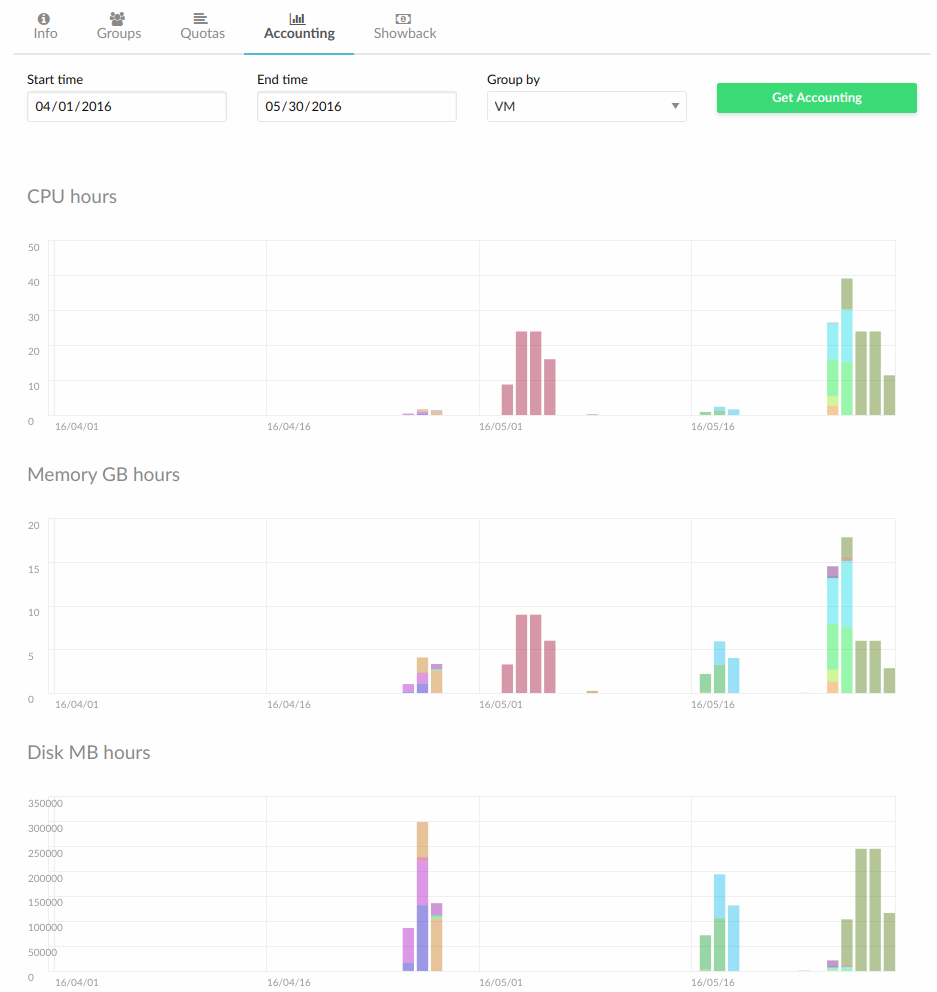 Info Groups Quotas Accounting Showback
Start time End time Group by
04/01/2016 05/30/2016 VM Get Accounting
CPU hours
50
40
30
20
10
0
16/04/01 16/04/16 16/05/01 16/05/16
Memory GB hours
20
15
10
5
0
16/04/01 16/04/16 16/05/01 16/05/16
Disk MB hours
350000
300000
250000
200000
150000
100000
50000
0
16/04/01 16/04/16 16/05/01 16/05/16